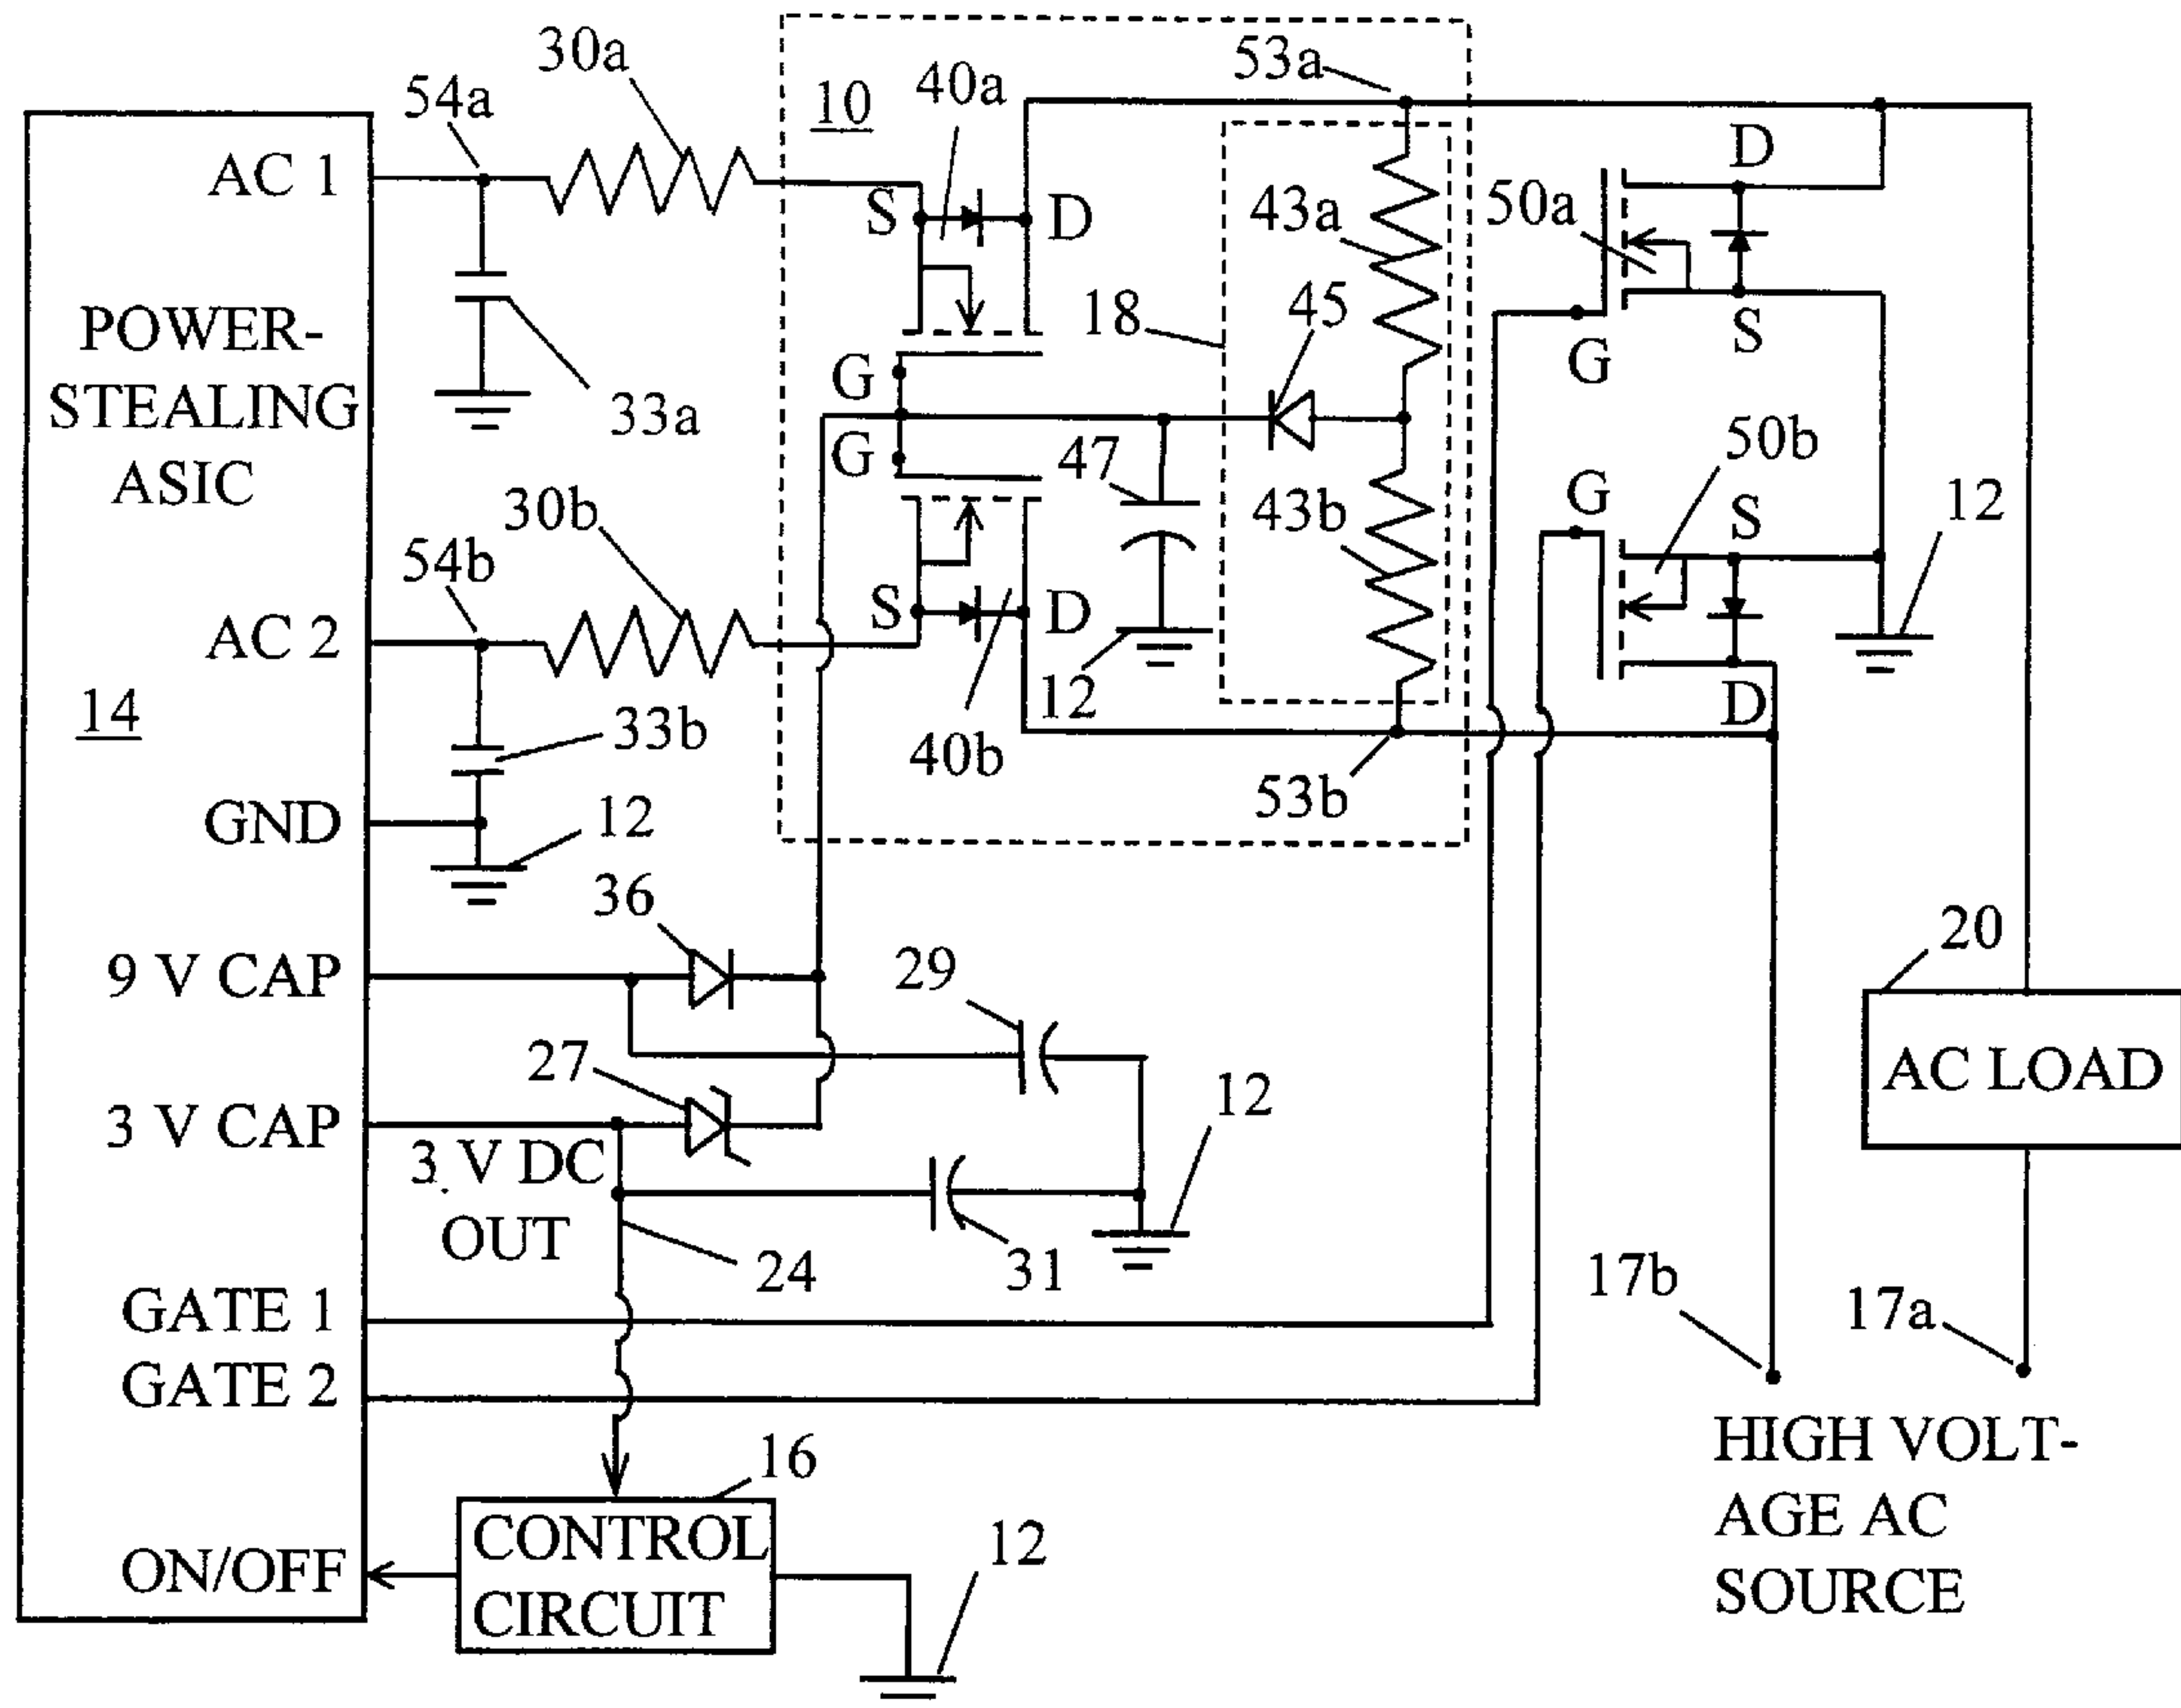 30a
53a
54a
10
40a
AC 1
S
D
D
43a
50a
POWER-
STEALING
ASIC
33a
18
45
S
G
G
G
47
50b
30b
43b
G
S
12
54b
AC 2
S
D
12
D
14
33b
40b
53b
GND
12
36
9 V CAP
29
20
27
12
AC LOAD
3 V CAP
3 V DC
OUT
24
31
17b
17a
GATE 1
GATE 2
16
HIGH VOLT-
AGE AC
SOURCE
ON/OFF
CONTROL
CIRCUIT
12